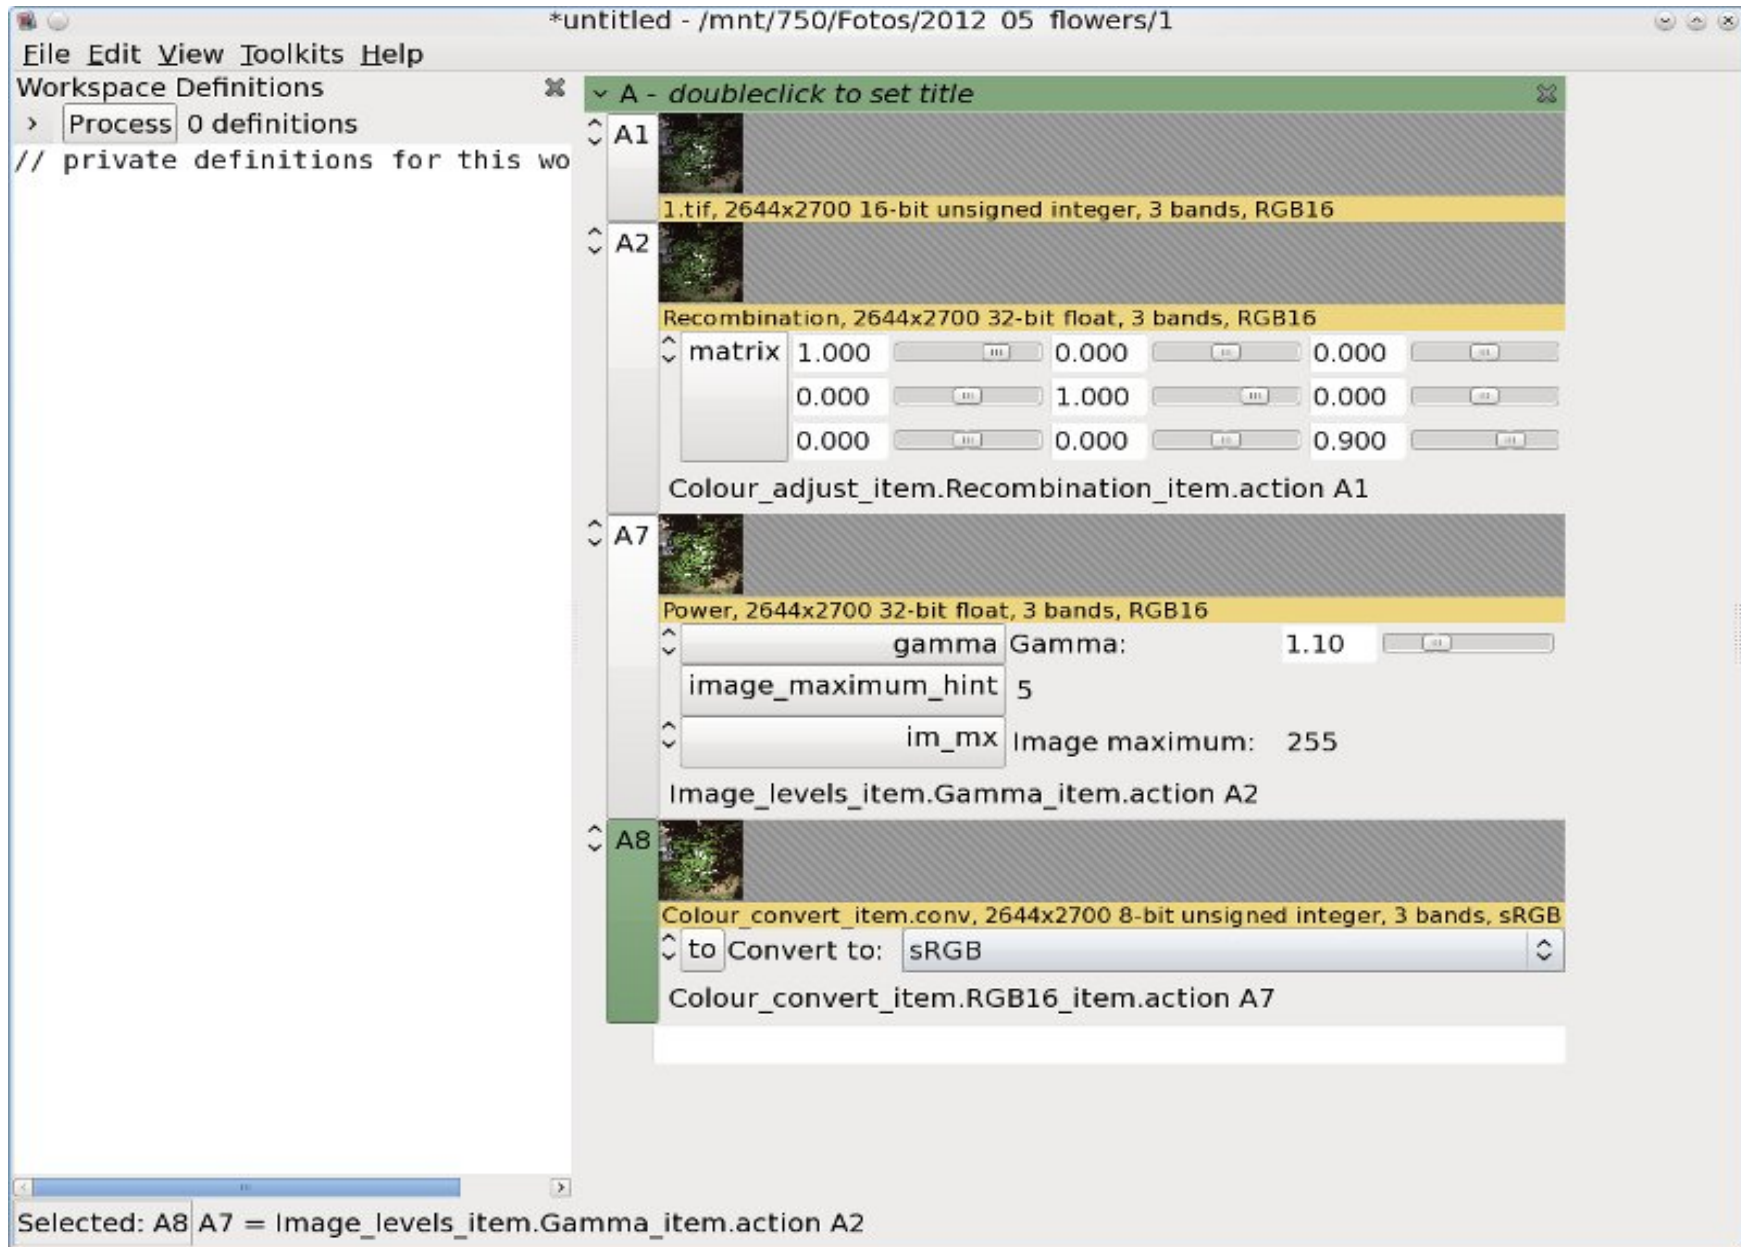 *untitled - /mnt/750/Fotos/2012 05 flowers/1
File Edit View Toolkits Help
Workspace Definitions
Process 0 definitions
// private definitions for this wo
A - doubleclick to set title
A1
1.tif, 2644x2700 16-bit unsigned integer, 3 bands, RGB16
A2
Recombination, 2644x2700 32-bit float, 3 bands, RGB16
matrix 1.000 0.000 0.000
0.000 1.000 0.000
0.000 0.000 0.900
Colour_adjust_item.Recombination_item.action A1
A7
Power, 2644x2700 32-bit float, 3 bands, RGB16
gamma Gamma: 1.10
image_maximum_hint 5
im_mx Image maximum: 255
Image_levels_item.Gamma_item.action A2
A8
Colour_convert_item.conv, 2644x2700 8-bit unsigned integer, 3 bands, sRGB
to Convert to: sRGB
Colour_convert_item.RGB16_item.action A7
Selected: A8 A7 = Image_levels_item.Gamma_item.action A2